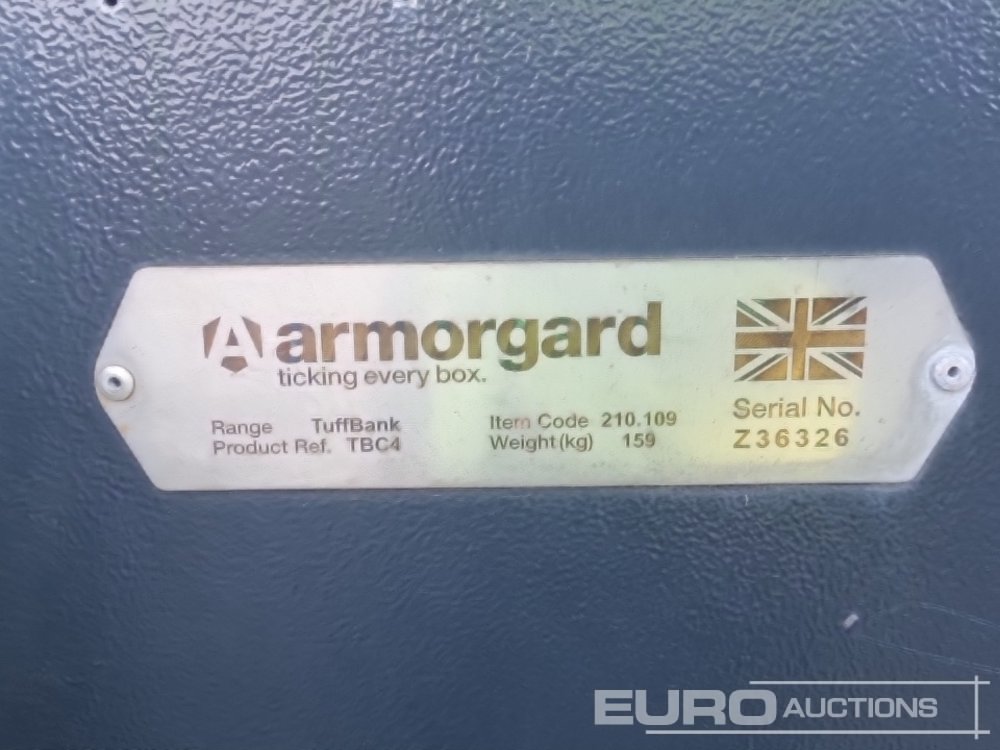 A armorgard
ticking every box.
Range TuffBank
Product Ref. TBC4
Item Code 210.109
Weight(kg) 159
Serial No.
Z36326
EURO AUCTIONS